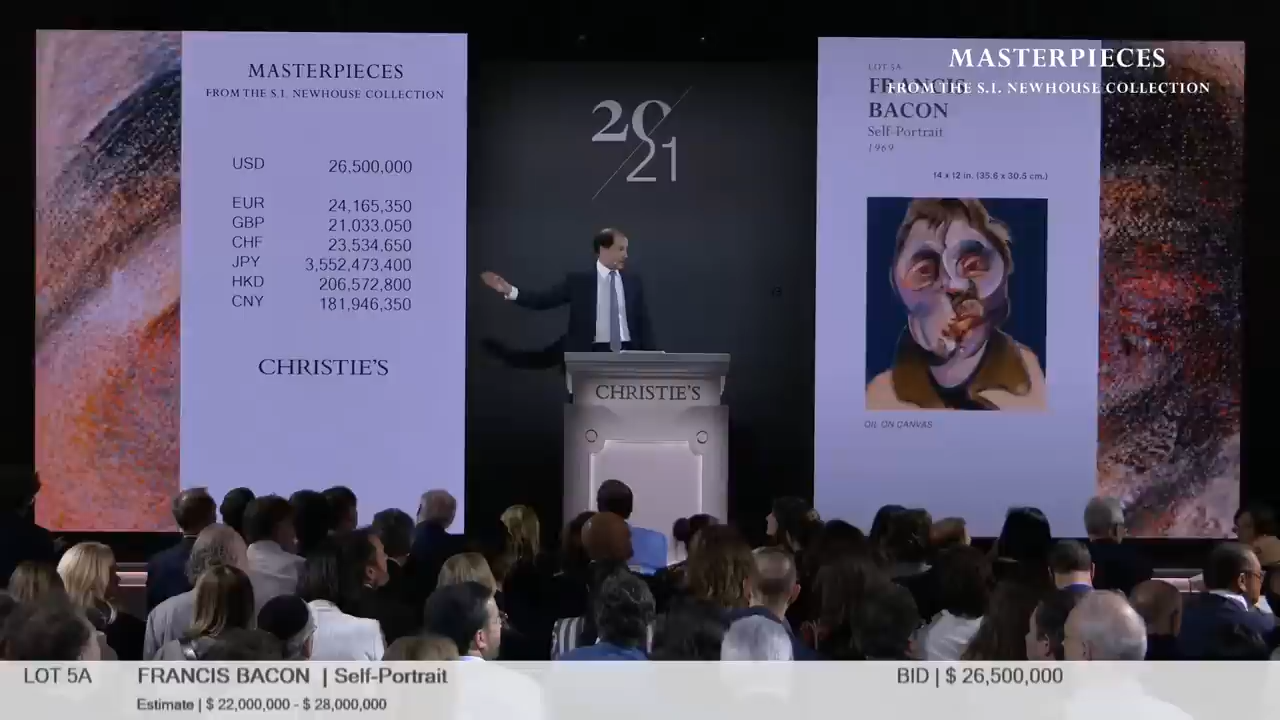 MASTERPIECES
FROM THE S.I. NEWHOUSE COLLECTION
USD 26,500,000
EUR 24,165,350
GBP 21,033,050
CHF 23,534,650
JPY 3,552,473,400
HKD 206,572,800
CNY 181,946,350
CHRISTIE'S
20
21
CHRISTIE'S
MASTERPIECES
FROM THE S.I. NEWHOUSE COLLECTION
LOT 5A
FRANCIS
BACON
Self-Portrait
1969
14 x 12 in. (35.6 x 30.5 cm.)
OIL ON CANVAS
LOT 5A FRANCIS BACON | Self-Portrait BID | $ 26,500,000
Estimate | $ 22,000,000 - $ 28,000,000